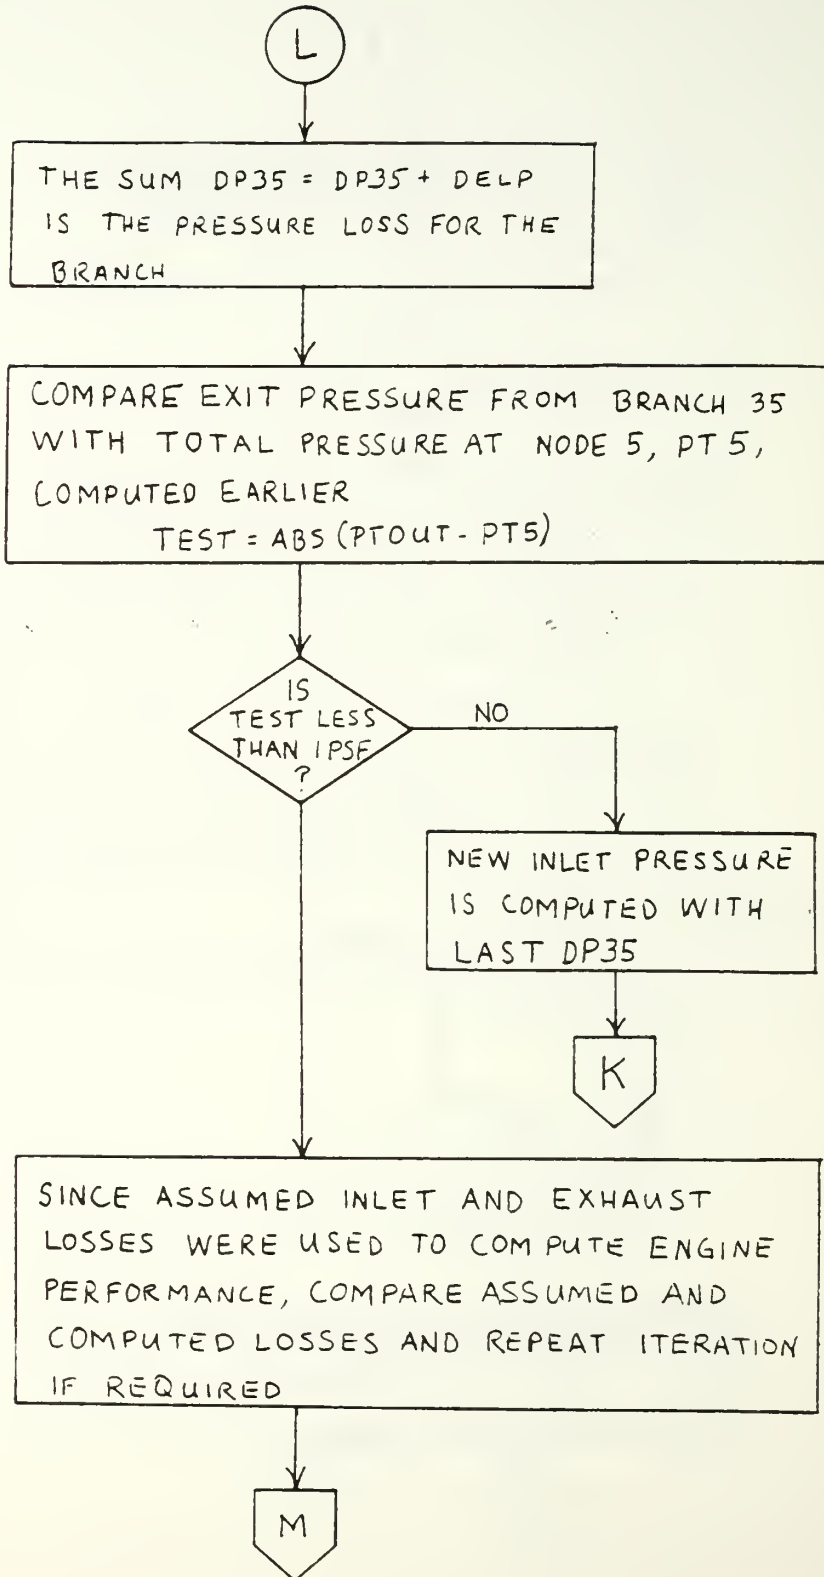 L
THE SUM DP35 = DP35 + DELP
IS THE PRESSURE LOSS FOR THE
BRANCH
COMPARE EXIT PRESSURE FROM BRANCH 35
WITH TOTAL PRESSURE AT NODE 5, PT 5,
COMPUTED EARLIER
TEST = ABS (PTOUT - PT5)
IS
TEST LESS
THAN 1 PSF
?
NO
NEW INLET PRESSURE
IS COMPUTED WITH
LAST DP35
K
SINCE ASSUMED INLET AND EXHAUST
LOSSES WERE USED TO COMPUTE ENGINE
PERFORMANCE, COMPARE ASSUMED AND
COMPUTED LOSSES AND REPEAT ITERATION
IF REQUIRED
M